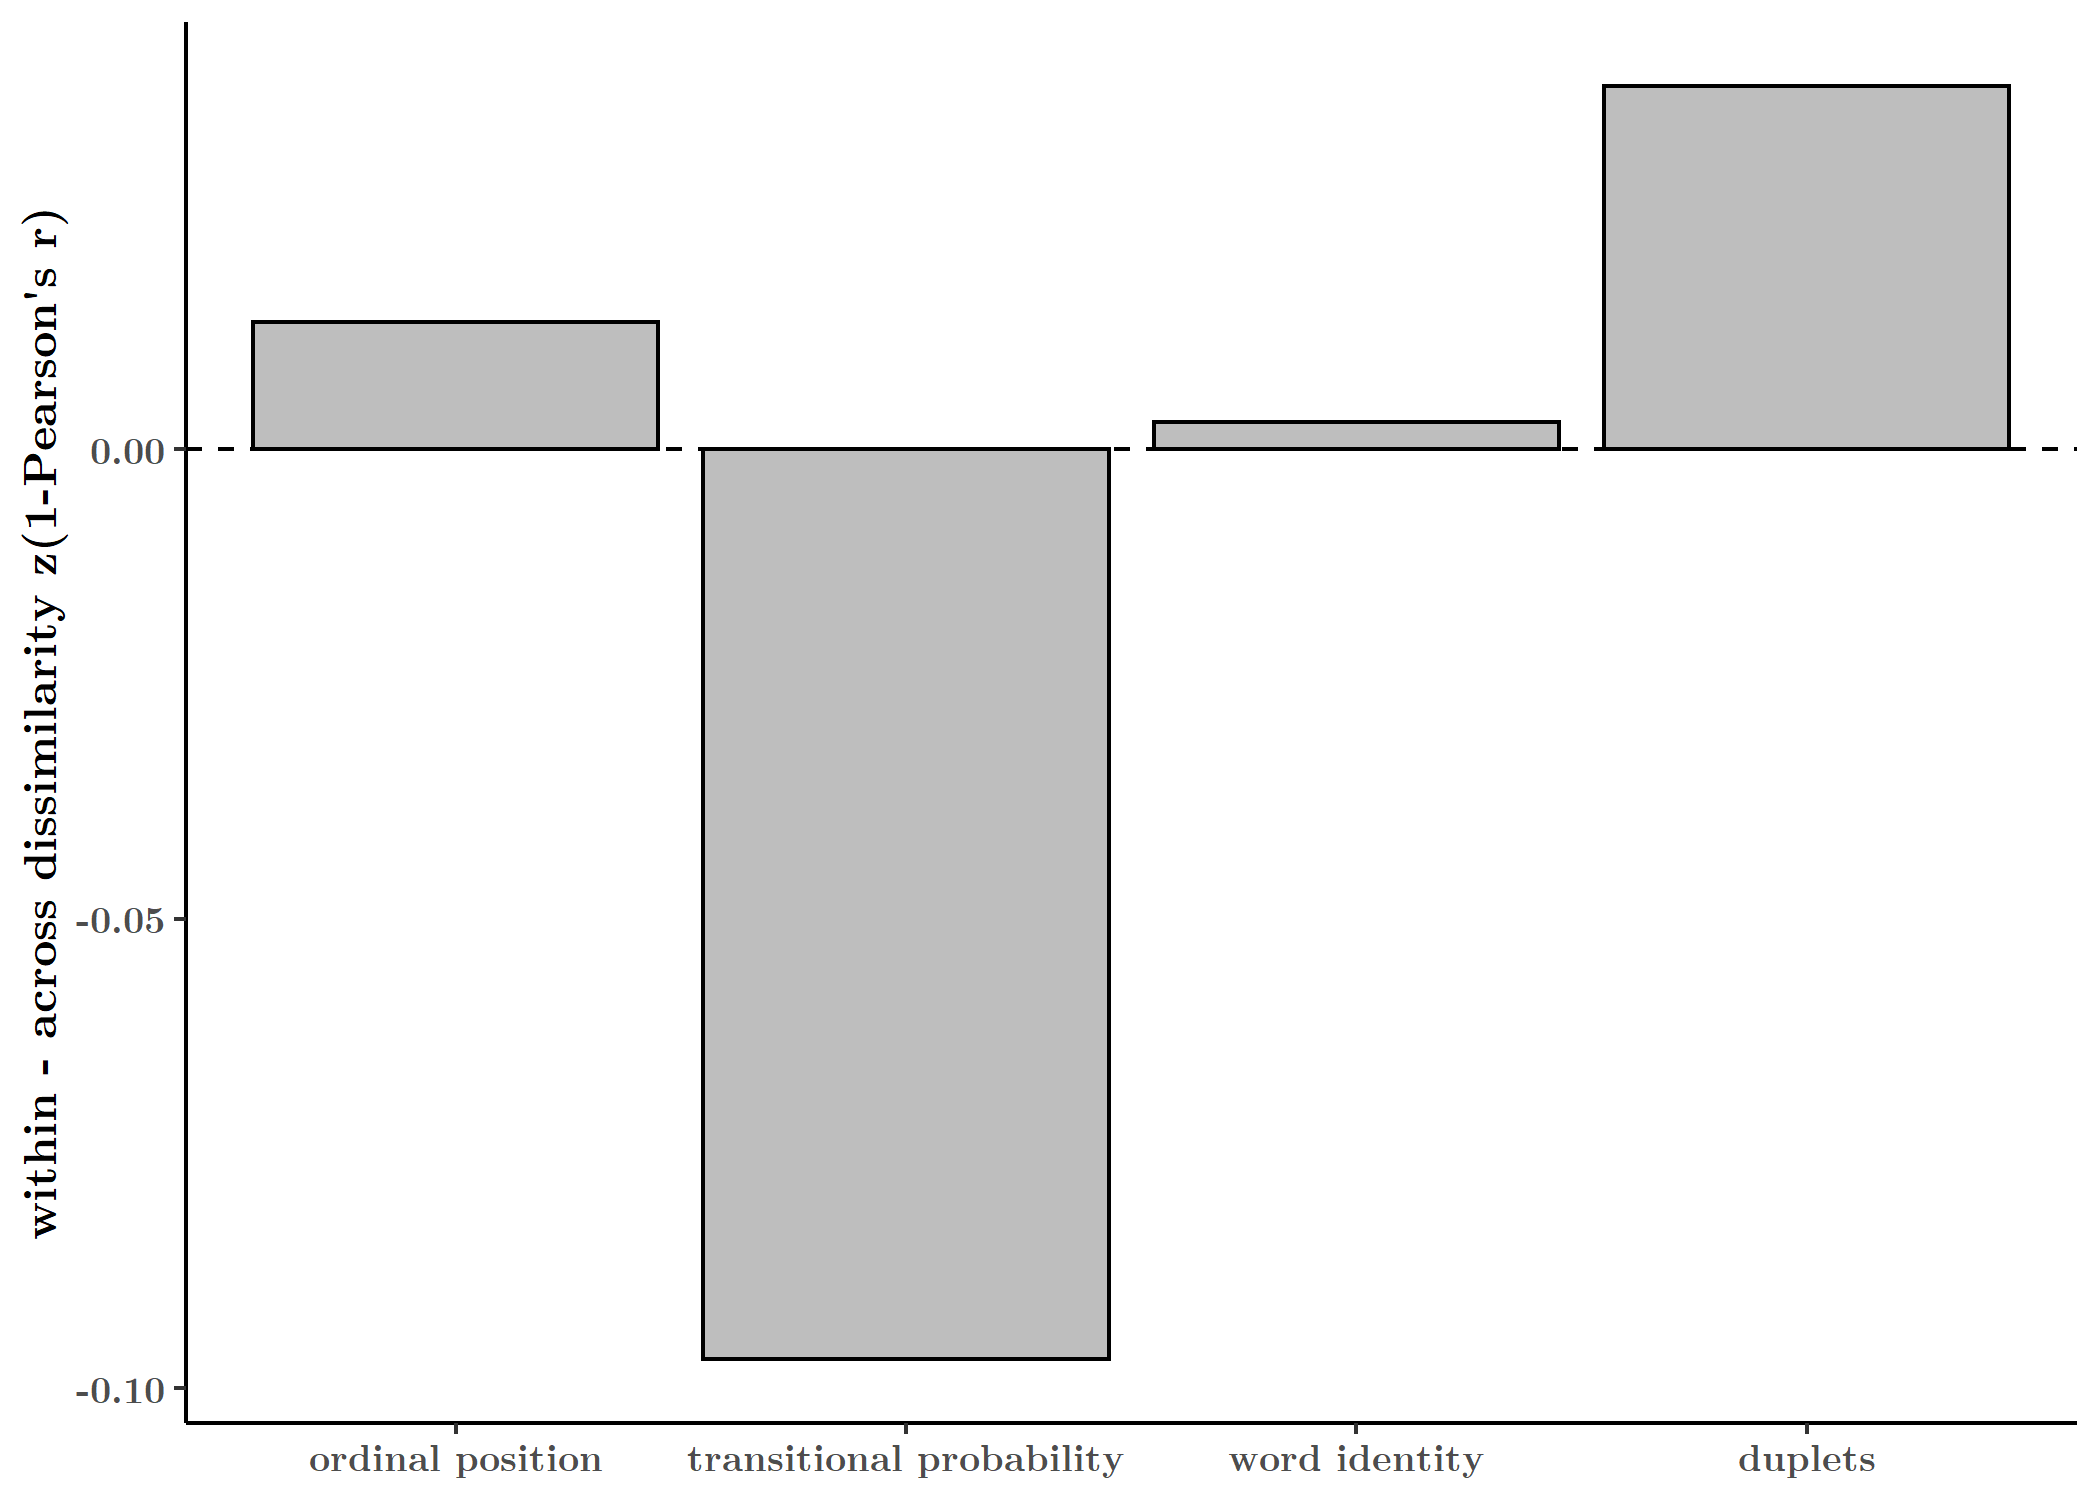 within - across dissimilarity z(1-Pearson's r)
0.00
-0.05
-0.10
ordinal position
transitional probability
word identity
duplets